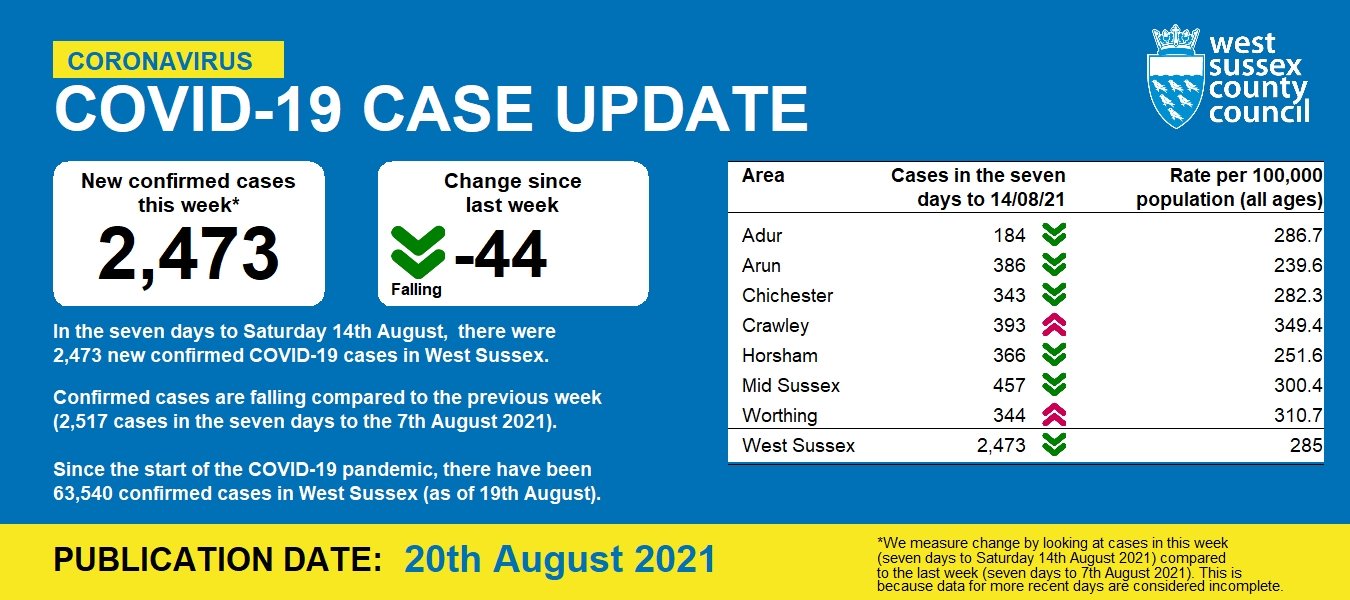 CORONAVIRUS
COVID-19 CASE UPDATE
west
sussex
county
council
New confirmed cases
this week*
2,473
Change since
last week
-44
Falling
In the seven days to Saturday 14th August,  there were
2,473 new confirmed COVID-19 cases in West Sussex.
Confirmed cases are falling compared to the previous week
(2,517 cases in the seven days to the 7th August 2021).
Since the start of the COVID-19 pandemic, there have been
63,540 confirmed cases in West Sussex (as of 19th August).
Area Cases in the seven Rate per 100,000
days to 14/08/21 population (all ages)
Adur 184 286.7
Arun 386 239.6
Chichester 343 282.3
Crawley 393 349.4
Horsham 366 251.6
Mid Sussex 457 300.4
Worthing 344 310.7
West Sussex 2,473 285
PUBLICATION DATE: 20th August 2021
*We measure change by looking at cases in this week
(seven days to Saturday 14th August 2021) compared
to the last week (seven days to 7th August 2021). This is
because data for more recent days are considered incomplete.